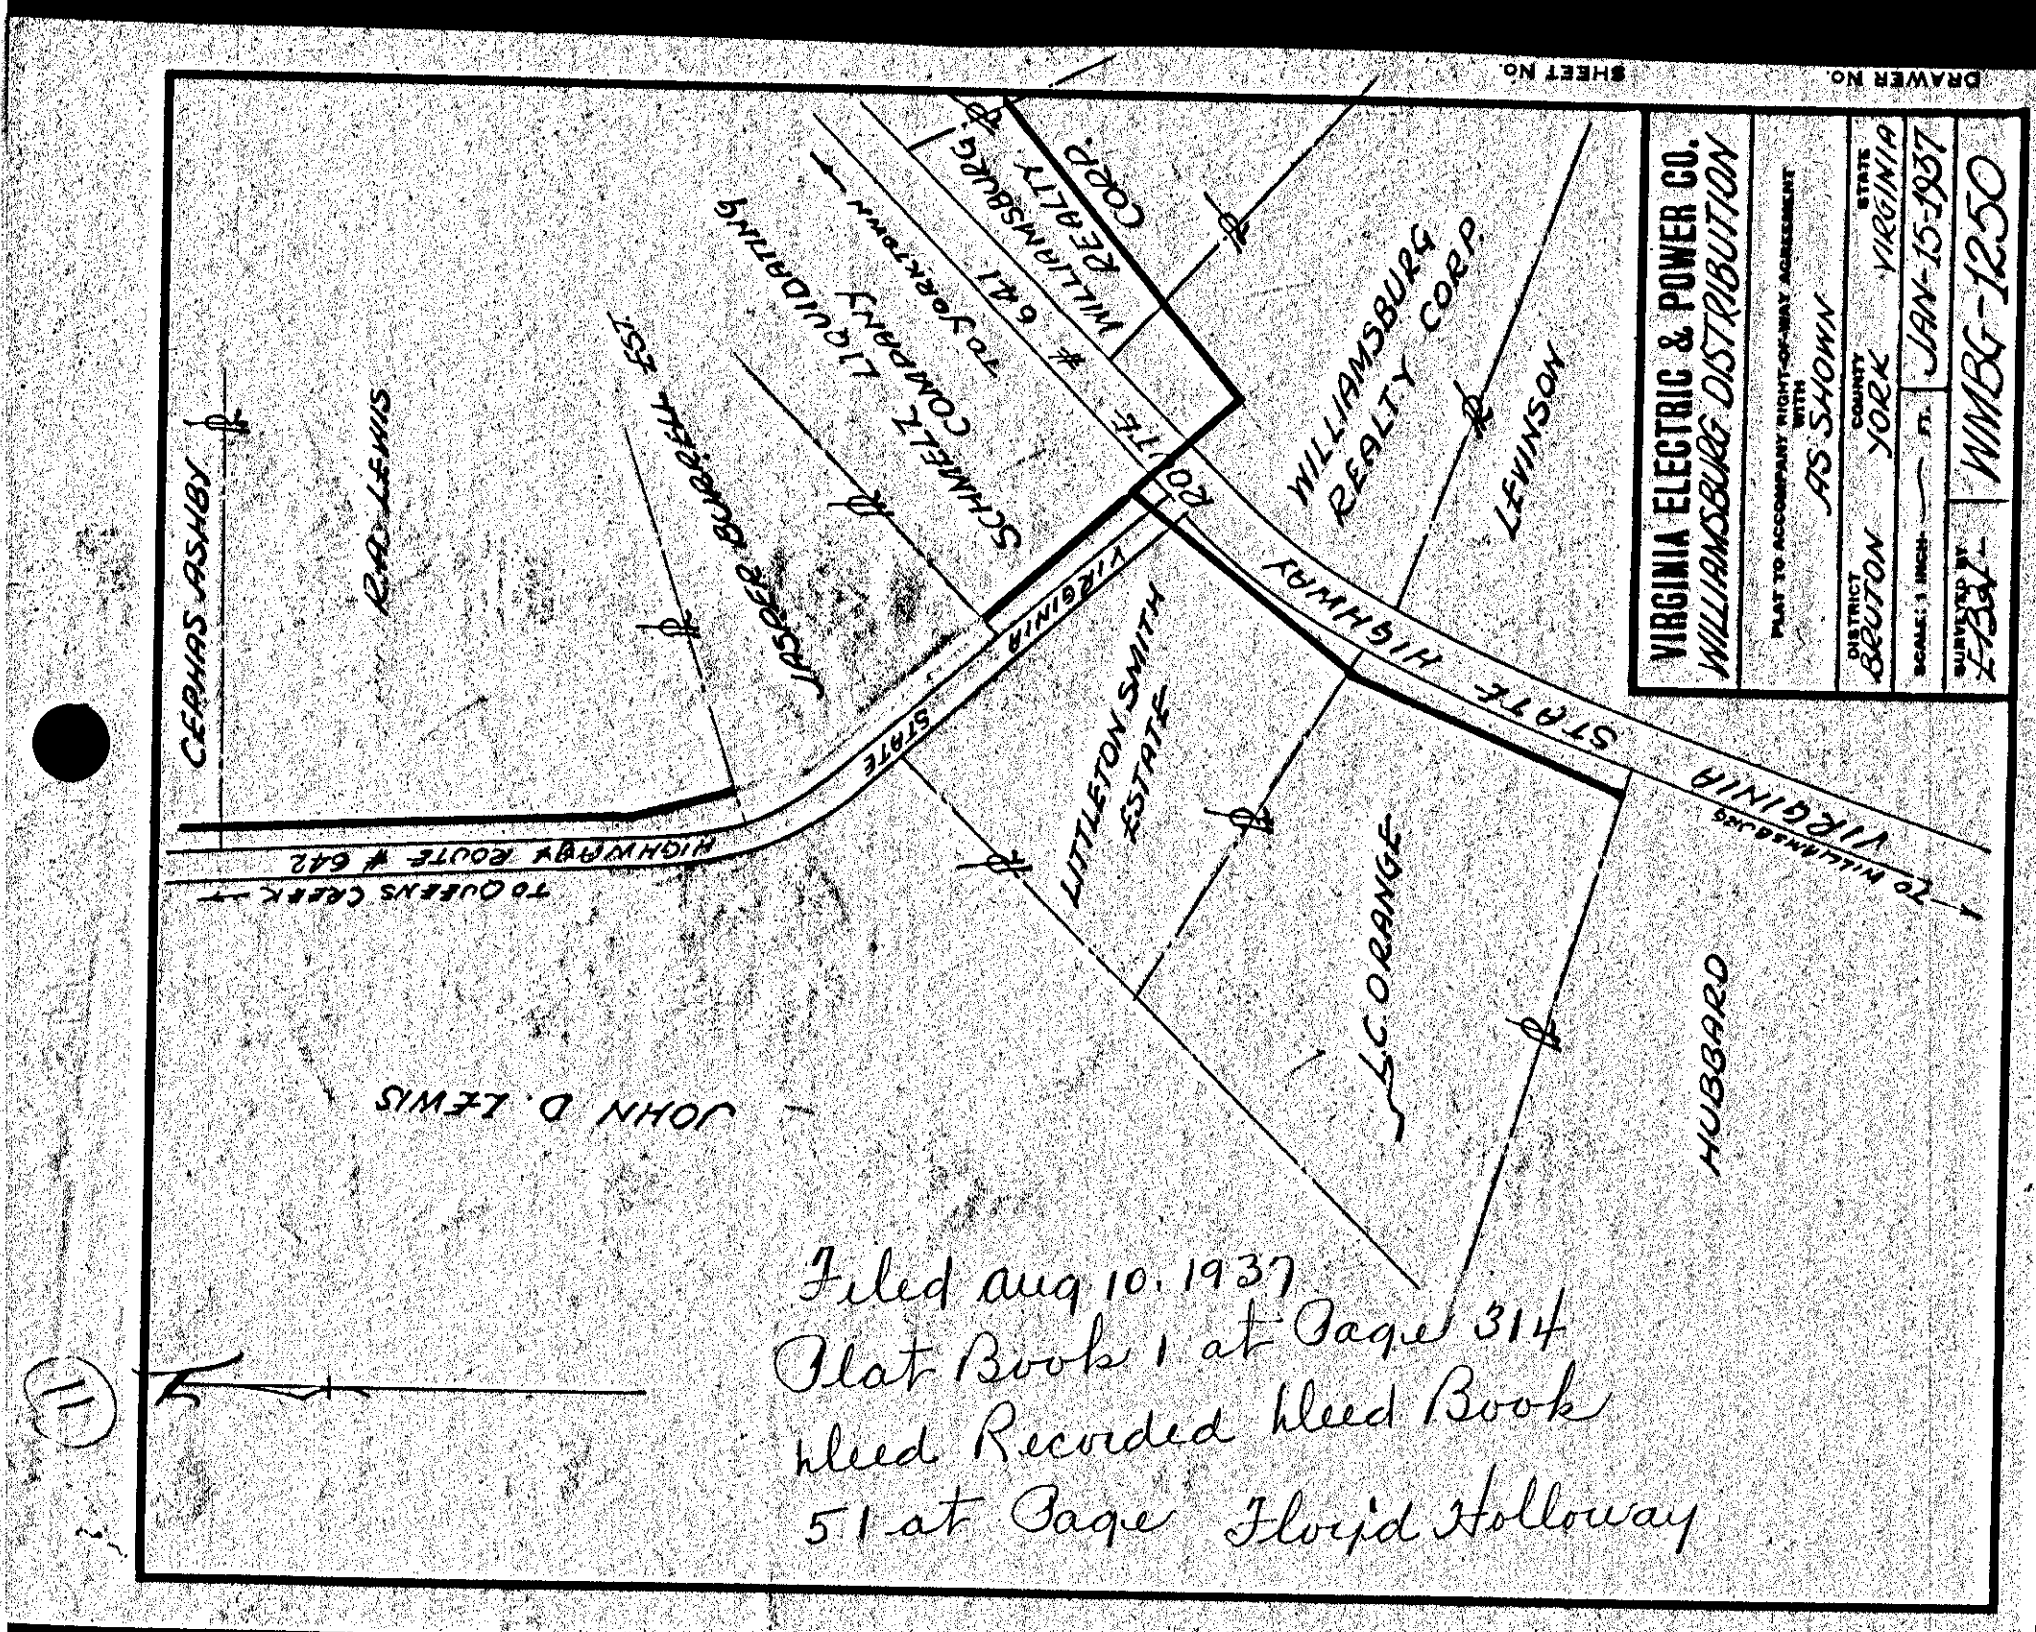 SHEET NO.
DRAWER NO.
VIRGINIA ELECTRIC & POWER CO.
WILLIAMSBURG DISTRIBUTION
PLAT TO ACCOMPANY RIGHT-OF-WAY AGREEMENT
WITH
AS SHOWN
DISTRICT COUNTY STATE
BRUTON YORK VIRGINIA
SCALE: 1 INCH FT. JAN-15-1937
SURVEYED BY
WMBG-1250
CEPHAS ASHBY
R.A. LEWIS
JASPER BURRELL EST.
SCHMELZ LIQUIDATING
COMPANY
TO YORKTOWN
WILLIAMSBURG
REALTY
CORP.
WILLIAMSBURG
REALTY CORP.
LEVINSON
VIRGINIA STATE HIGHWAY ROUTE # 641
TO WILLIAMSBURG
VIRGINIA STATE HIGHWAY ROUTE # 642
TO QUEENS CREEK
LITTLETON SMITH
ESTATE
L.C. ORANGE
HUBBARD
JOHN D. LEWIS
N
11
Filed Aug 10. 1937
Plat Book 1 at Page 314
Deed Recorded Deed Book
51 at Page Floyd Holloway